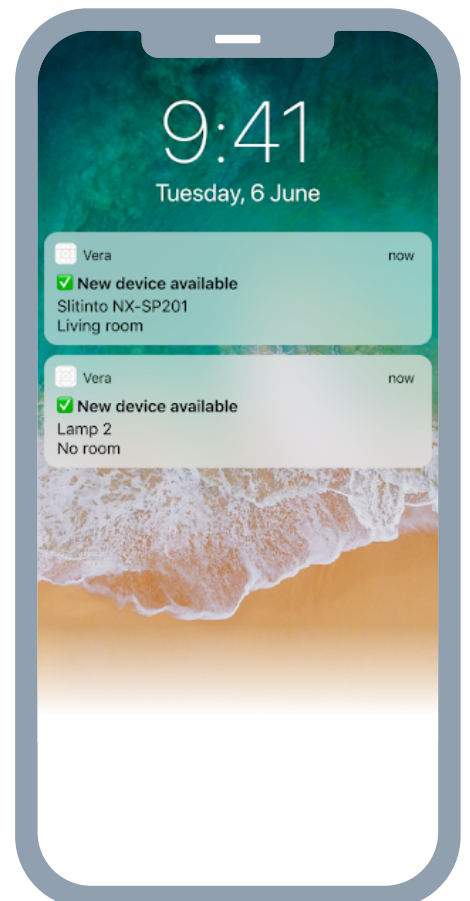 9:41
Tuesday, 6 June
Vera now
✅ New device available
Slitinto NX-SP201
Living room
Vera now
✅ New device available
Lamp 2
No room